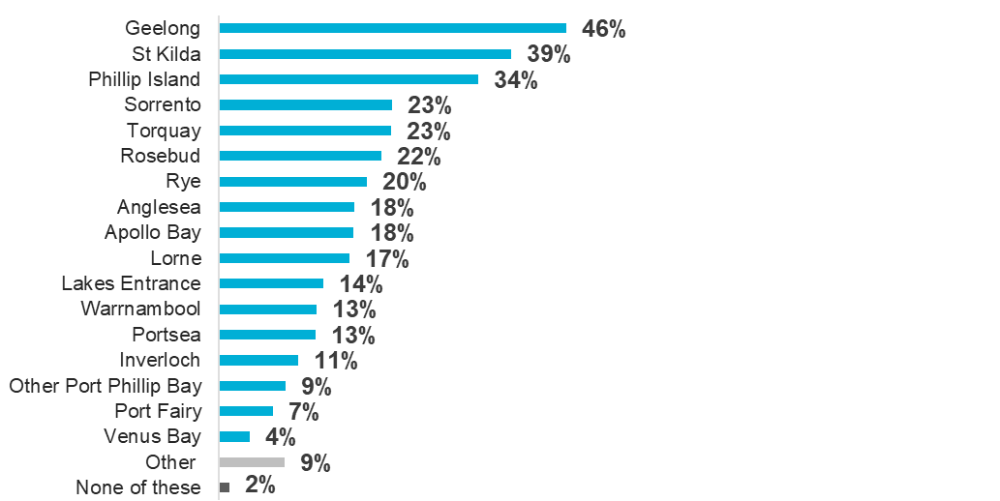 Geelong 46%
St Kilda 39%
Phillip Island 34%
Sorrento 23%
Torquay 23%
Rosebud 22%
Rye 20%
Anglesea 18%
Apollo Bay 18%
Lorne 17%
Lakes Entrance 14%
Warrnambool 13%
Portsea 13%
Inverloch 11%
Other Port Phillip Bay 9%
Port Fairy 7%
Venus Bay 4%
Other 9%
None of these 2%